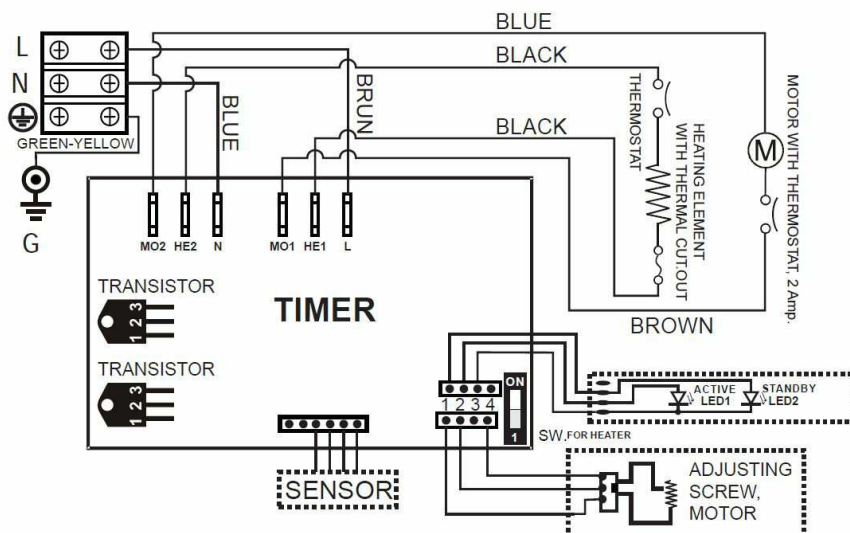 L
N
GREEN-YELLOW
G
BLUE
BRUN
BLUE
BLACK
BLACK
BROWN
THERMOSTAT
HEATING ELEMENT
WITH THERMAL CUT.OUT
MOTOR WITH THERMOSTAT, 2 Amp.
M
MO2 HE2 N MO1 HE1 L
TRANSISTOR
1 2 3
TIMER
TRANSISTOR
1 2 3
1 2 3 4
ON
1
SW.FOR HEATER
ACTIVE
LED1
STANDBY
LED2
SENSOR
ADJUSTING
SCREW,
MOTOR